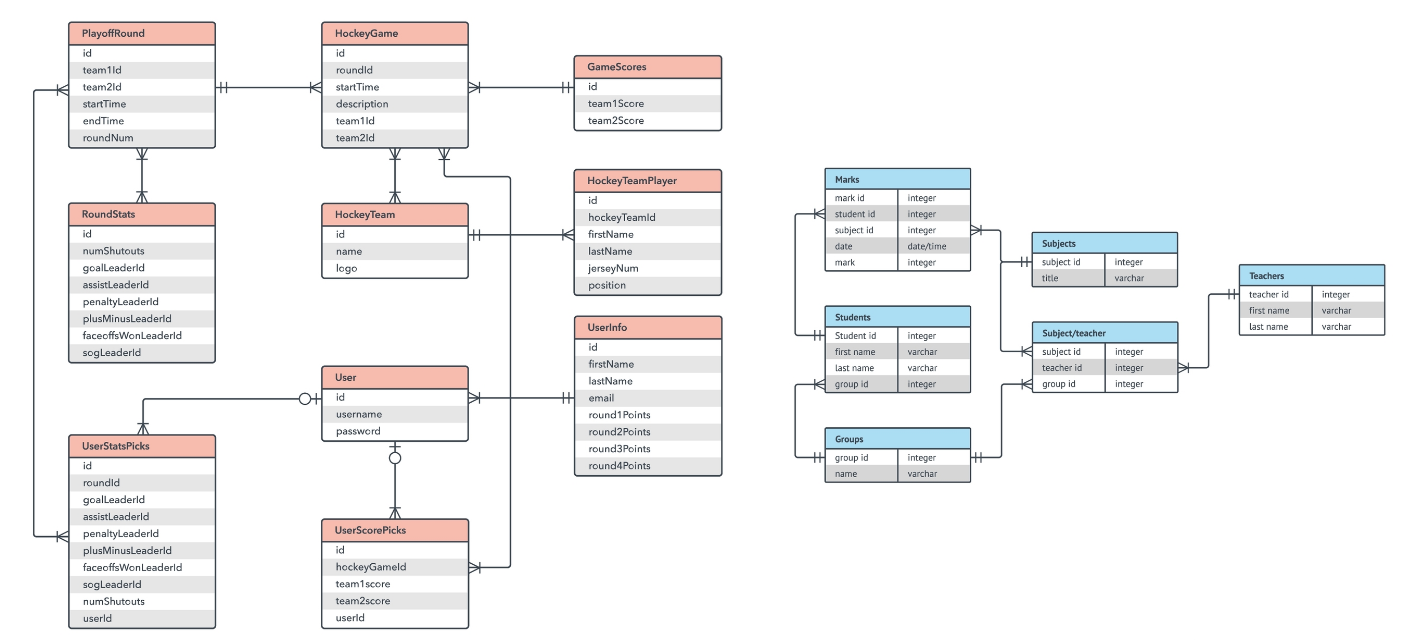 PlayoffRound
id
team1Id
team2Id
startTime
endTime
roundNum
HockeyGame
id
roundId
startTime
description
team1Id
team2Id
GameScores
id
team1Score
team2Score
RoundStats
id
numShutouts
goalLeaderId
assistLeaderId
penaltyLeaderId
plusMinusLeaderId
faceoffsWonLeaderId
sogLeaderId
HockeyTeam
id
name
logo
HockeyTeamPlayer
id
hockeyTeamId
firstName
lastName
jerseyNum
position
UserInfo
id
firstName
lastName
email
round1Points
round2Points
round3Points
round4Points
User
id
username
password
UserStatsPicks
id
roundId
goalLeaderId
assistLeaderId
penaltyLeaderId
plusMinusLeaderId
faceoffsWonLeaderId
sogLeaderId
numShutouts
userId
UserScorePicks
id
hockeyGameId
team1score
team2score
userId
Marks
mark id integer
student id integer
subject id integer
date date/time
mark integer
Students
Student id integer
first name varchar
last name varchar
group id integer
Groups
group id integer
name varchar
Subjects
subject id integer
title varchar
Subject/teacher
subject id integer
teacher id integer
group id integer
Teachers
teacher id integer
first name varchar
last name varchar